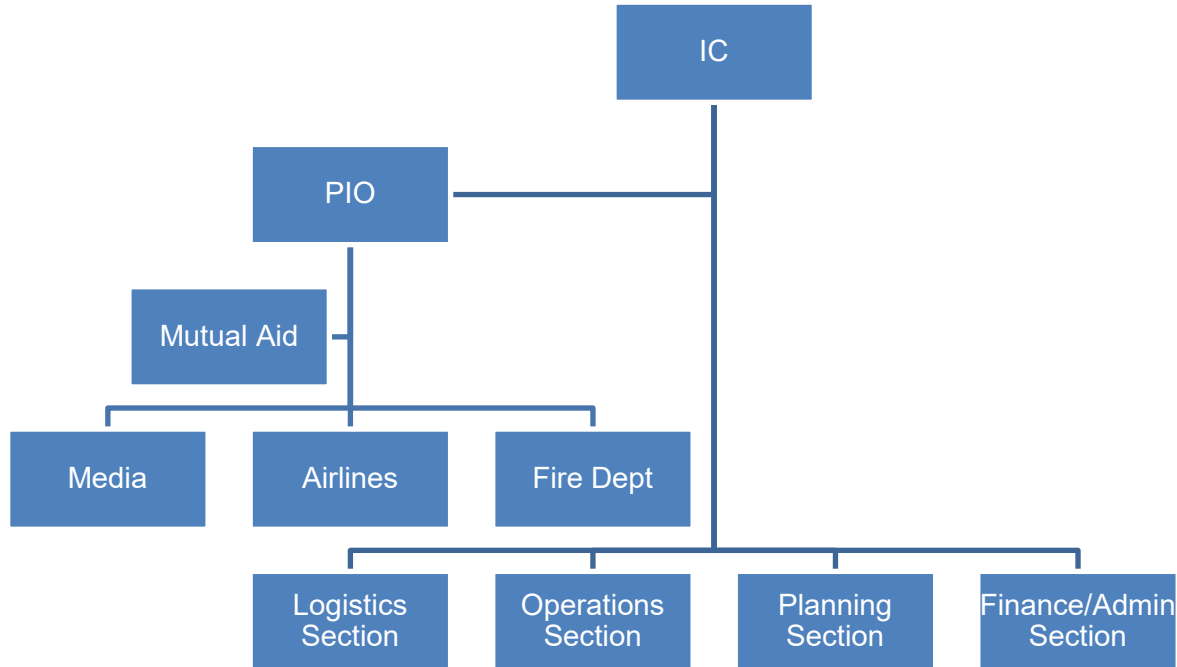 IC
PIO
Mutual Aid
Media
Airlines
Fire Dept
Logistics
Section
Operations
Section
Planning
Section
Finance/Admin
Section